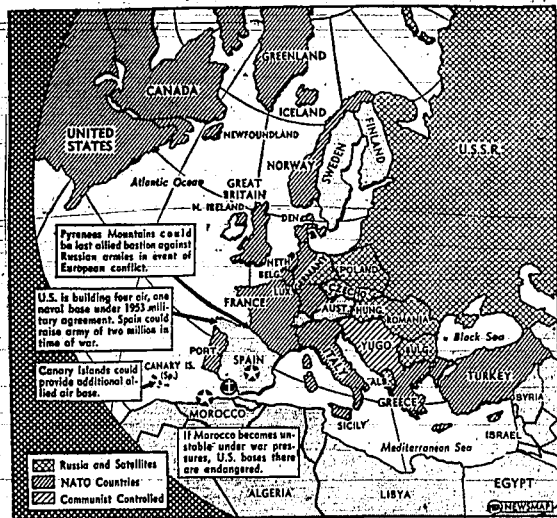 GREENLAND
CANADA
ICELAND
UNITED
STATES
NEWFOUNDLAND
NORWAY
SWEDEN
FINLAND
U.S.S.R.
Atlantic Ocean
GREAT
BRITAIN
N. IRELAND
DEN.
Pyrenees Mountains could
be last allied bastion against
Russian armies in event of
European conflict.
NETH.
BELG.
LUX.
GERMANY
POLAND
CZECH.
FRANCE
AUST.
HUNG.
ROMANIA
U.S. is building four air, one
naval base under 1953 mili-
tary agreement. Spain could
raise army of two million in
time of war.
YUGO.
BULG.
Black Sea
ITALY
ALB.
PORT.
SPAIN
CANARY IS.
(Sp.)
Canary Islands could
provide additional al-
lied air base.
GREECE
TURKEY
SYRIA
MOROCCO
SICILY
ISRAEL
If Morocco becomes un-
stable under war pres-
sures, U.S. bases there
are endangered.
Mediterranean Sea
Russia and Satellites
NATO Countries
Communist Controlled
ALGERIA
LIBYA
EGYPT
NEWSMAP